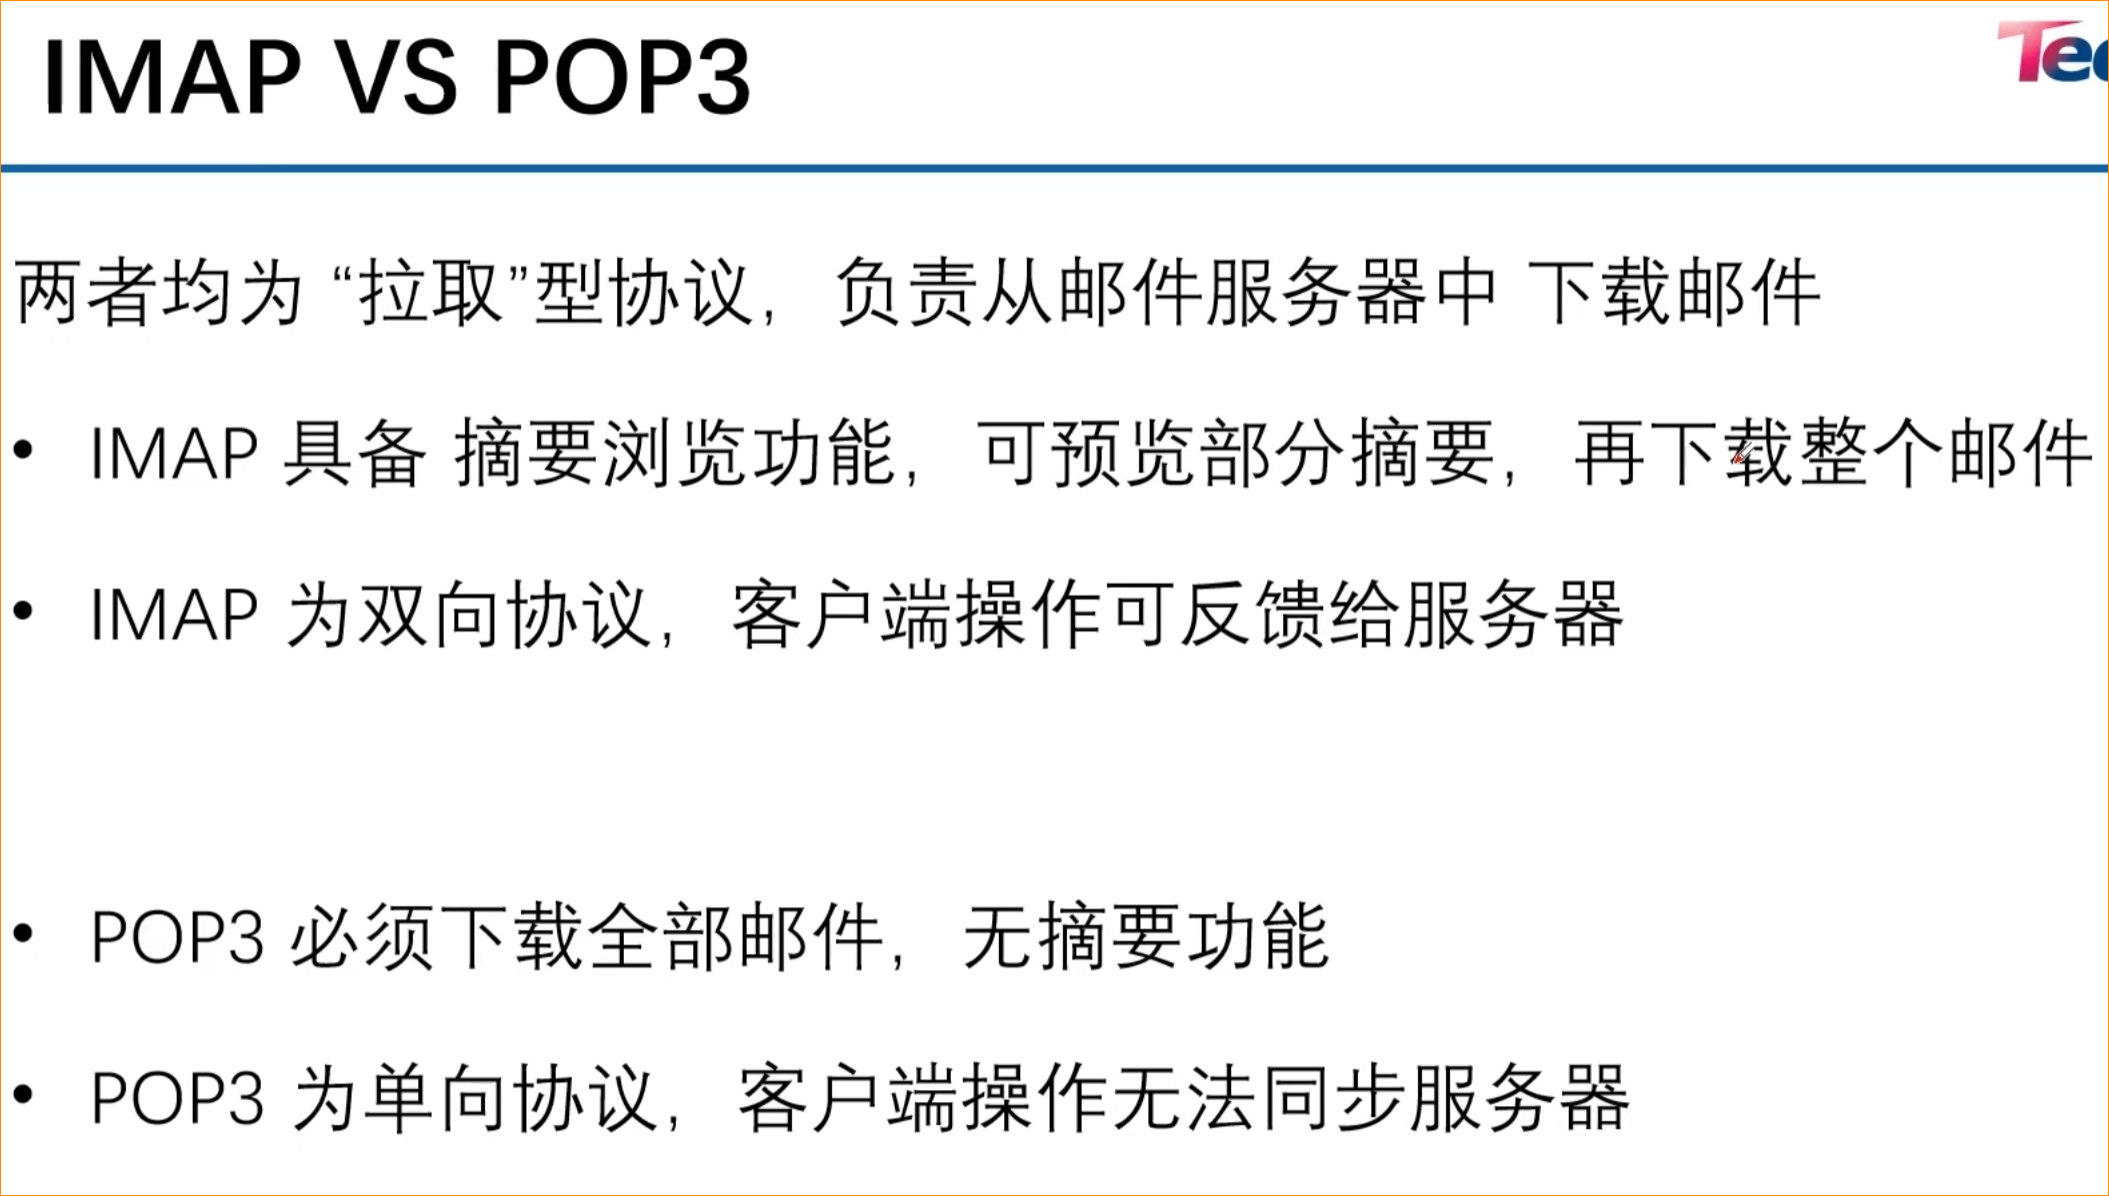 IMAP VS POP3
两者均为 “拉取”型协议，负责从邮件服务器中 下载邮件
• IMAP 具备 摘要浏览功能，可预览部分摘要，再下载整个邮件
• IMAP 为双向协议，客户端操作可反馈给服务器
• POP3 必须下载全部邮件，无摘要功能
• POP3 为单向协议，客户端操作无法同步服务器